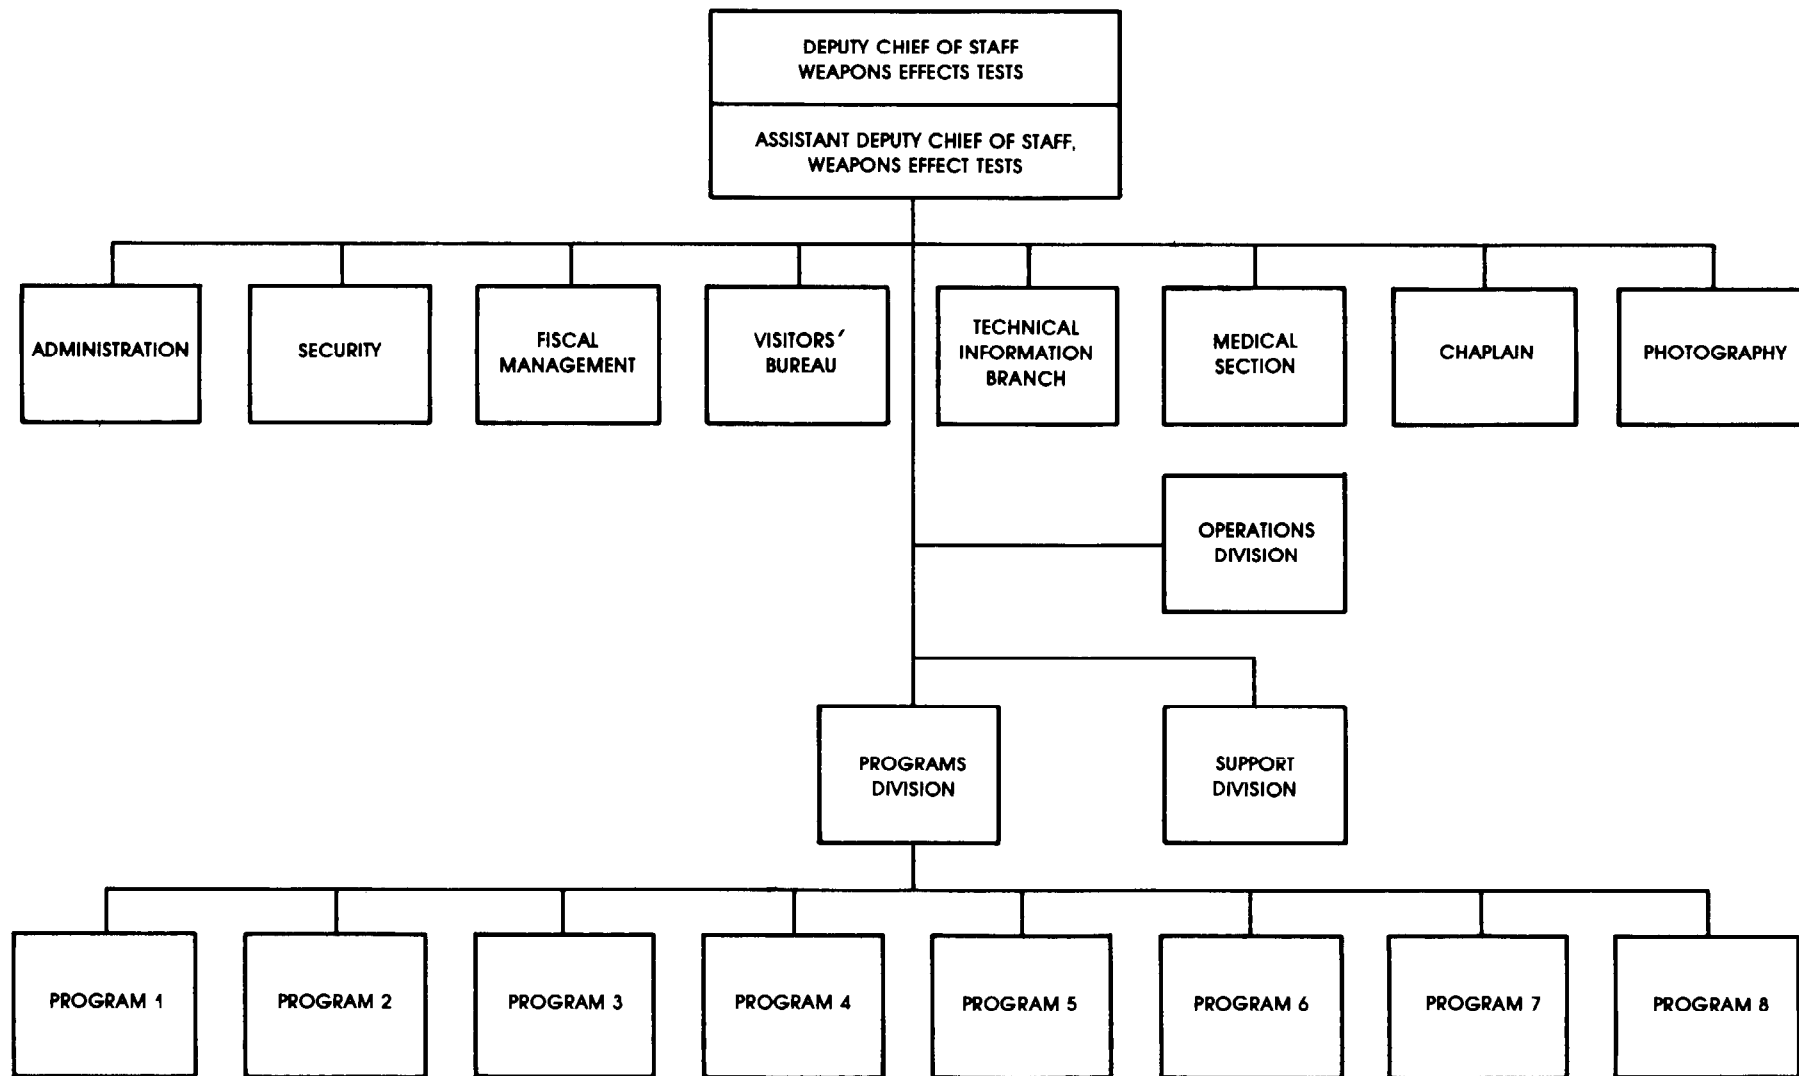 DEPUTY CHIEF OF STAFF
WEAPONS EFFECTS TESTS
ASSISTANT DEPUTY CHIEF OF STAFF,
WEAPONS EFFECT TESTS
ADMINISTRATION
SECURITY
FISCAL
MANAGEMENT
VISITORS'
BUREAU
TECHNICAL
INFORMATION
BRANCH
MEDICAL
SECTION
CHAPLAIN
PHOTOGRAPHY
OPERATIONS
DIVISION
PROGRAMS
DIVISION
SUPPORT
DIVISION
PROGRAM 1
PROGRAM 2
PROGRAM 3
PROGRAM 4
PROGRAM 5
PROGRAM 6
PROGRAM 7
PROGRAM 8